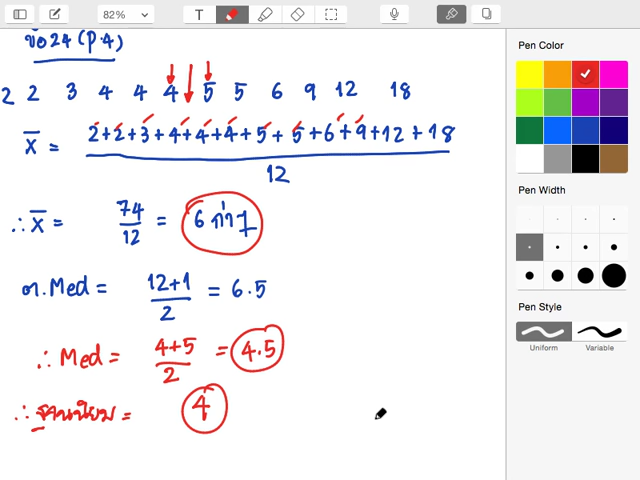 82%
T
ข้อ 24 (p.4)
2 2 3 4 4 4 5 5 6 9 12 18
x̅ = 2+2+3+4+4+4+5+5+6+9+12+18
12
∴ x̅ = 74/12 = 6 กว่าๆ
ต. Med = 12+1/2 = 6.5
∴ Med = 4+5/2 = 4.5
∴ ฐานนิยม = 4
Pen Color
Pen Width
Pen Style
Uniform Variable